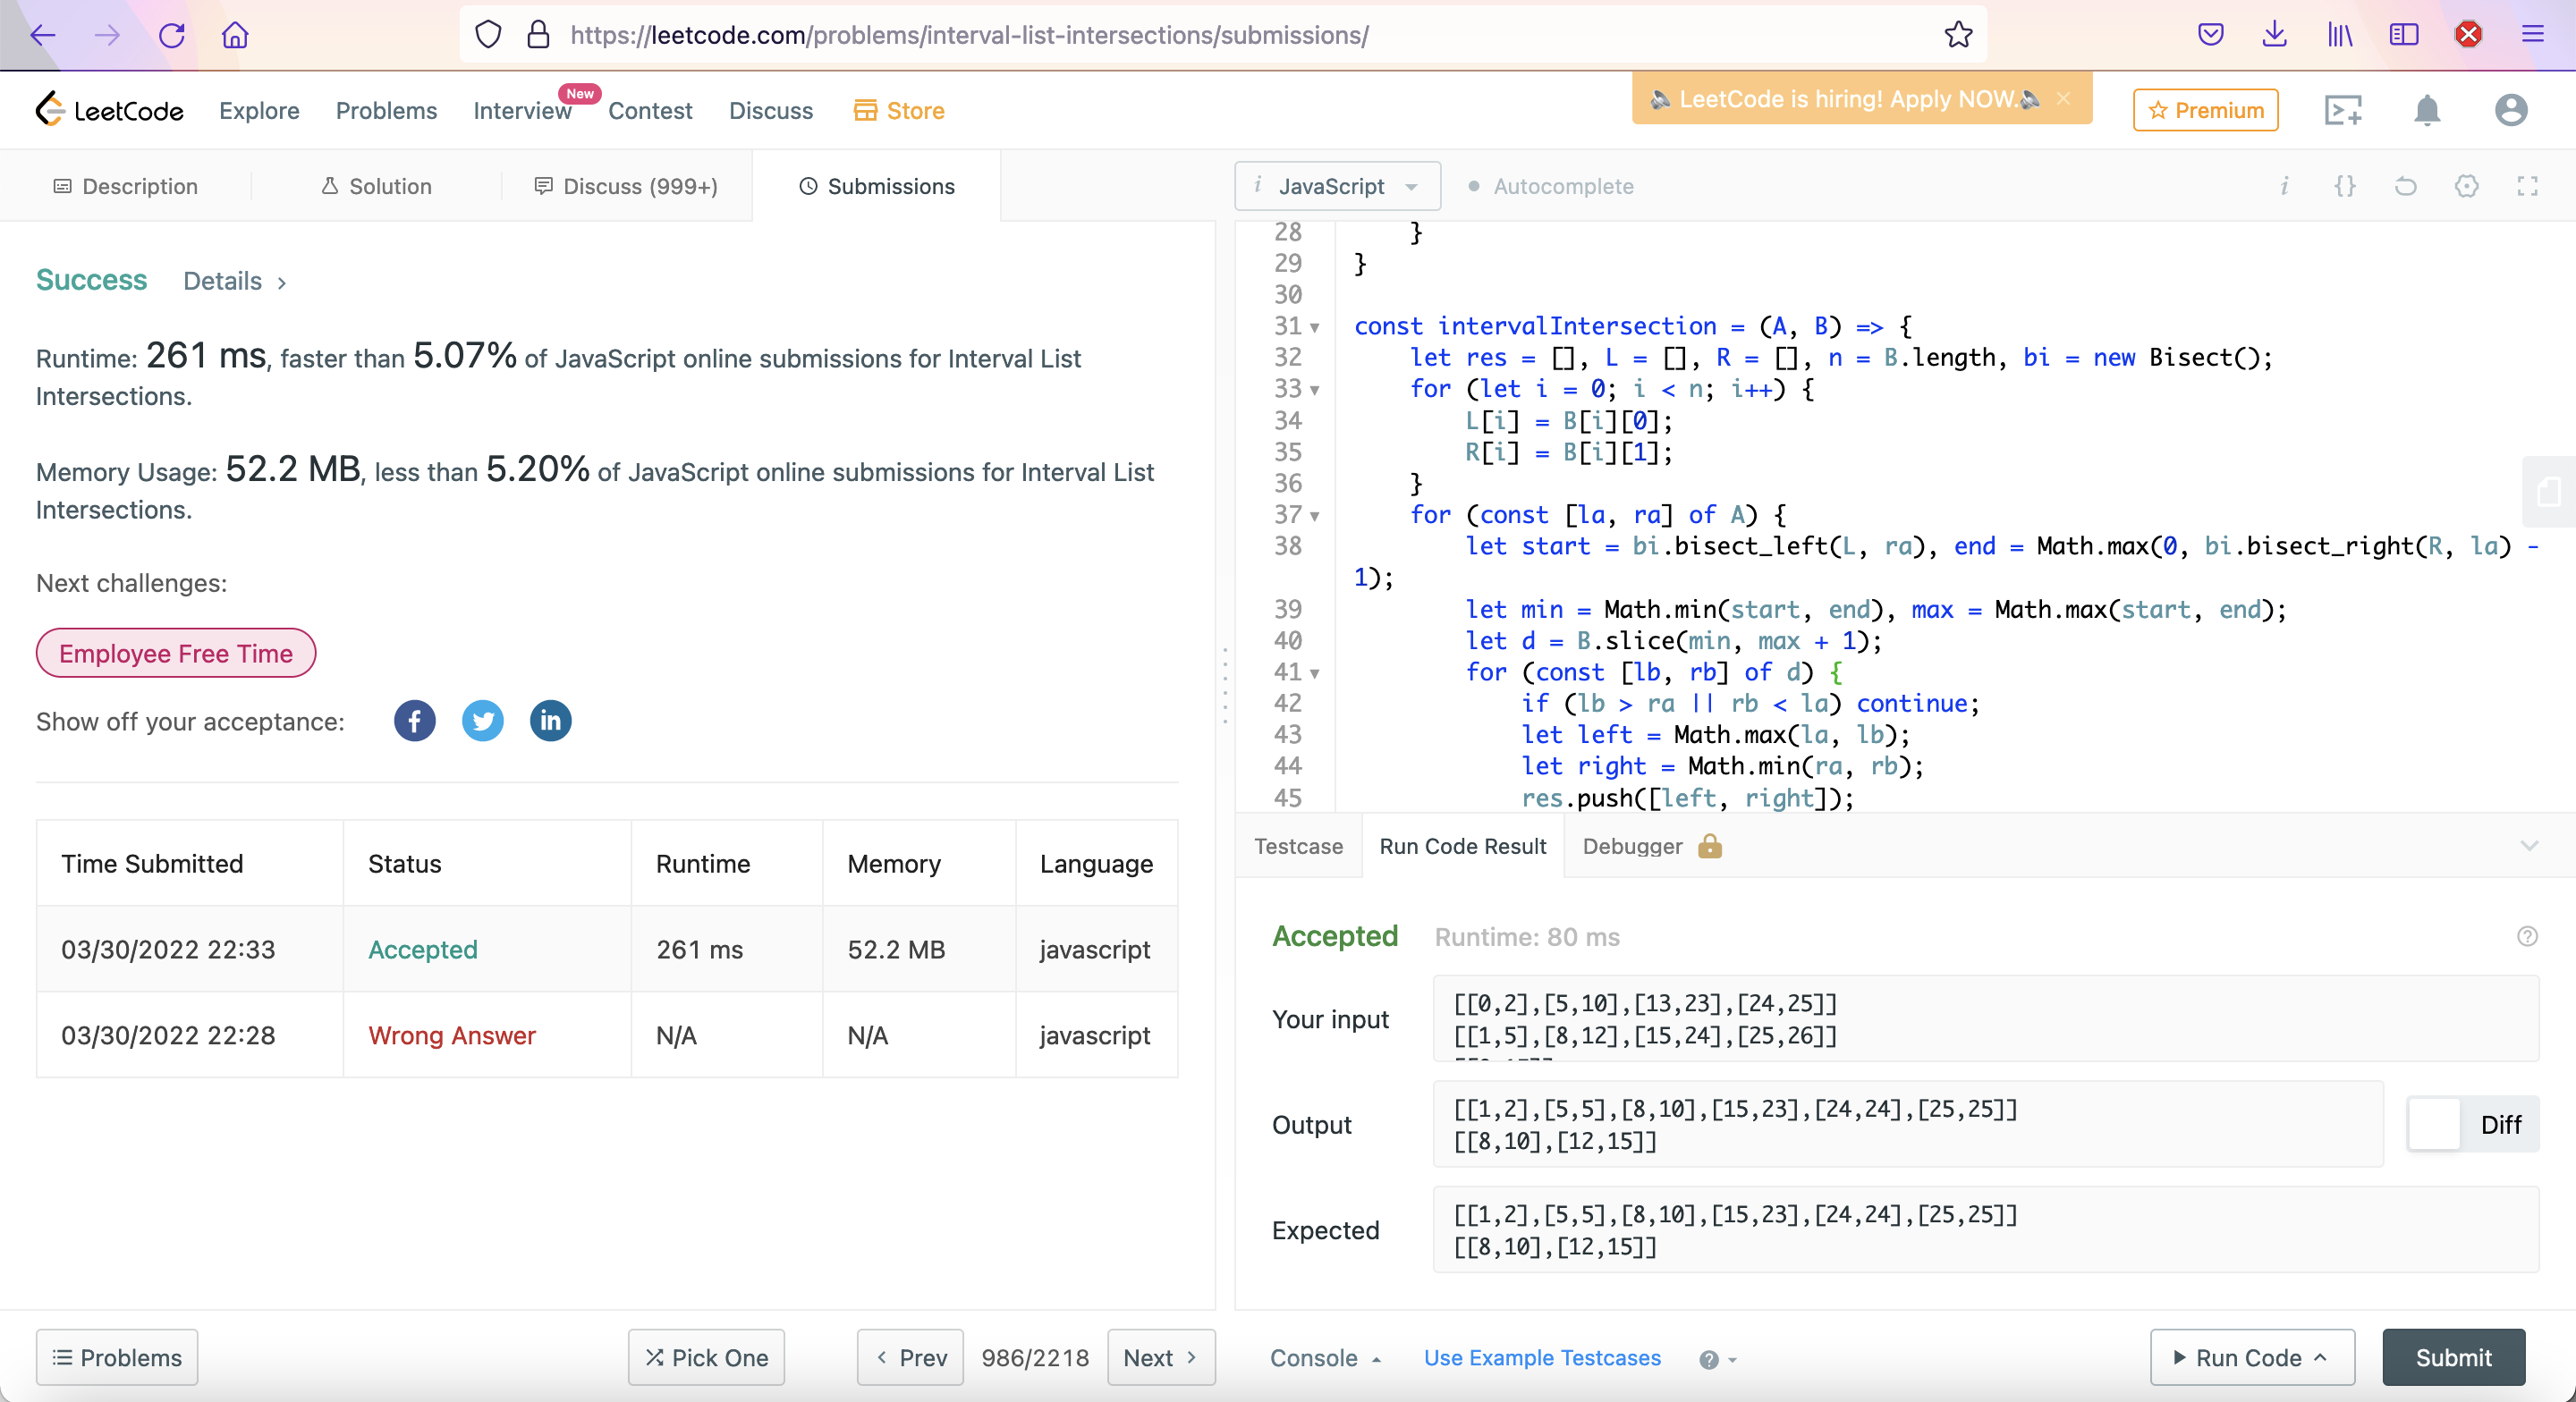 https://leetcode.com/problems/interval-list-intersections/submissions/
LeetCode
Explore
Problems
Interview
New
Contest
Discuss
Store
LeetCode is hiring! Apply NOW.
Premium
Description
Solution
Discuss (999+)
Submissions
Success
Details
Runtime: 261 ms, faster than 5.07% of JavaScript online submissions for Interval List
Intersections.
Memory Usage: 52.2 MB, less than 5.20% of JavaScript online submissions for Interval List
Intersections.
Next challenges:
Employee Free Time
Show off your acceptance:
Time Submitted Status Runtime Memory Language
03/30/2022 22:33 Accepted 261 ms 52.2 MB javascript
03/30/2022 22:28 Wrong Answer N/A N/A javascript
Problems
Pick One
Prev
986/2218
Next
i JavaScript
Autocomplete
28 }
29 }
30
31 const intervalIntersection = (A, B) => {
32 let res = [], L = [], R = [], n = B.length, bi = new Bisect();
33 for (let i = 0; i < n; i++) {
34 L[i] = B[i][0];
35 R[i] = B[i][1];
36 }
37 for (const [la, ra] of A) {
38 let start = bi.bisect_left(L, ra), end = Math.max(0, bi.bisect_right(R, la) -
1);
39 let min = Math.min(start, end), max = Math.max(start, end);
40 let d = B.slice(min, max + 1);
41 for (const [lb, rb] of d) {
42 if (lb > ra || rb < la) continue;
43 let left = Math.max(la, lb);
44 let right = Math.min(ra, rb);
45 res.push([left, right]);
Testcase
Run Code Result
Debugger
Accepted
Runtime: 80 ms
Your input
[[0,2],[5,10],[13,23],[24,25]]
[[1,5],[8,12],[15,24],[25,26]]
Output
[[1,2],[5,5],[8,10],[15,23],[24,24],[25,25]]
[[8,10],[12,15]]
Diff
Expected
[[1,2],[5,5],[8,10],[15,23],[24,24],[25,25]]
[[8,10],[12,15]]
Console
Use Example Testcases
Run Code
Submit